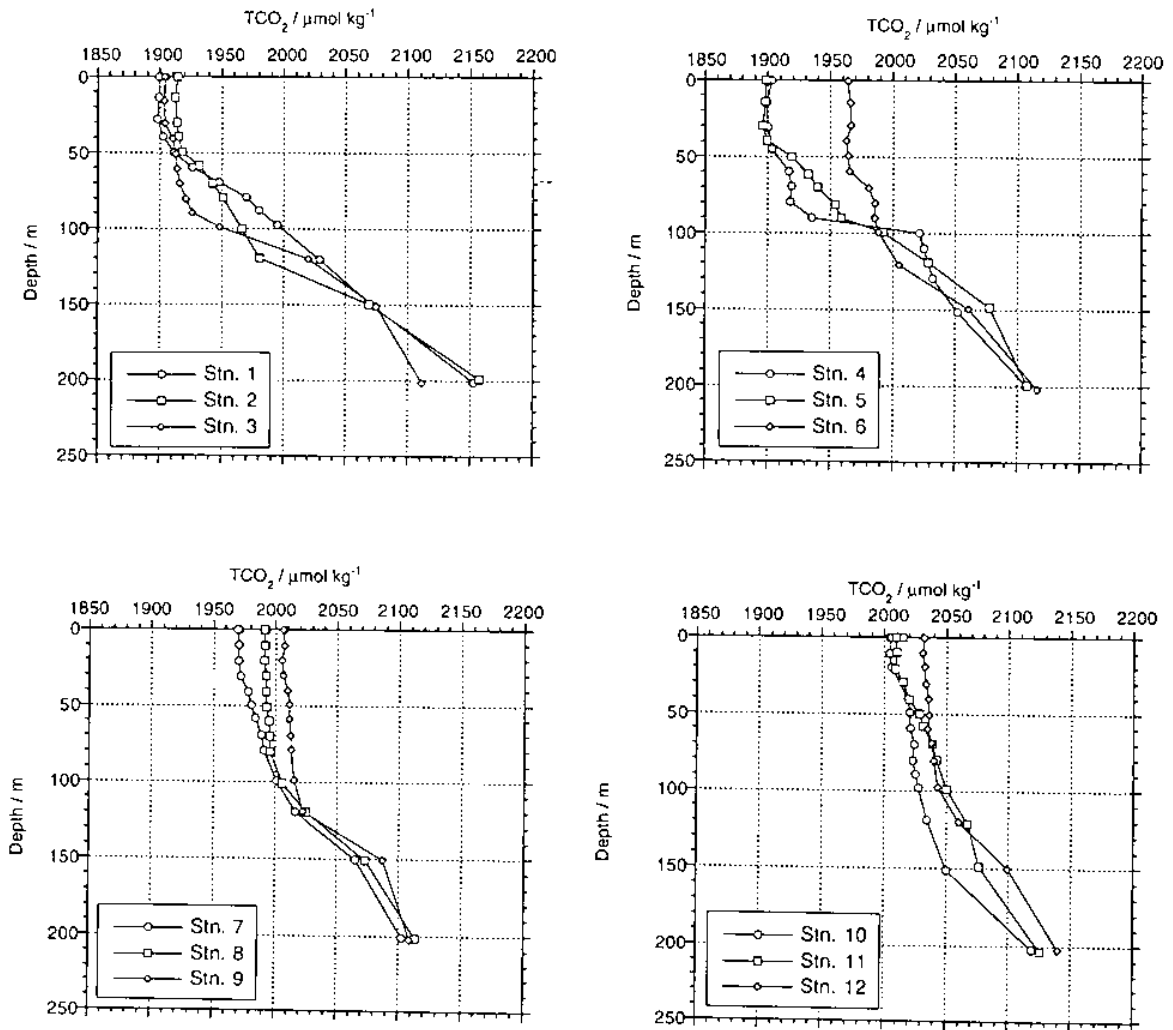 TCO2 / μmol kg-1
1850 1900 1950 2000 2050 2100 2150 2200
0
50
100
150
200
250
Depth / m
Stn. 1
Stn. 2
Stn. 3
TCO2 / μmol kg-1
1850 1900 1950 2000 2050 2100 2150 2200
0
50
100
150
200
250
Depth / m
Stn. 4
Stn. 5
Stn. 6
TCO2 / μmol kg-1
1850 1900 1950 2000 2050 2100 2150 2200
0
50
100
150
200
250
Depth / m
Stn. 7
Stn. 8
Stn. 9
TCO2 / μmol kg-1
1850 1900 1950 2000 2050 2100 2150 2200
0
50
100
150
200
250
Depth / m
Stn. 10
Stn. 11
Stn. 12